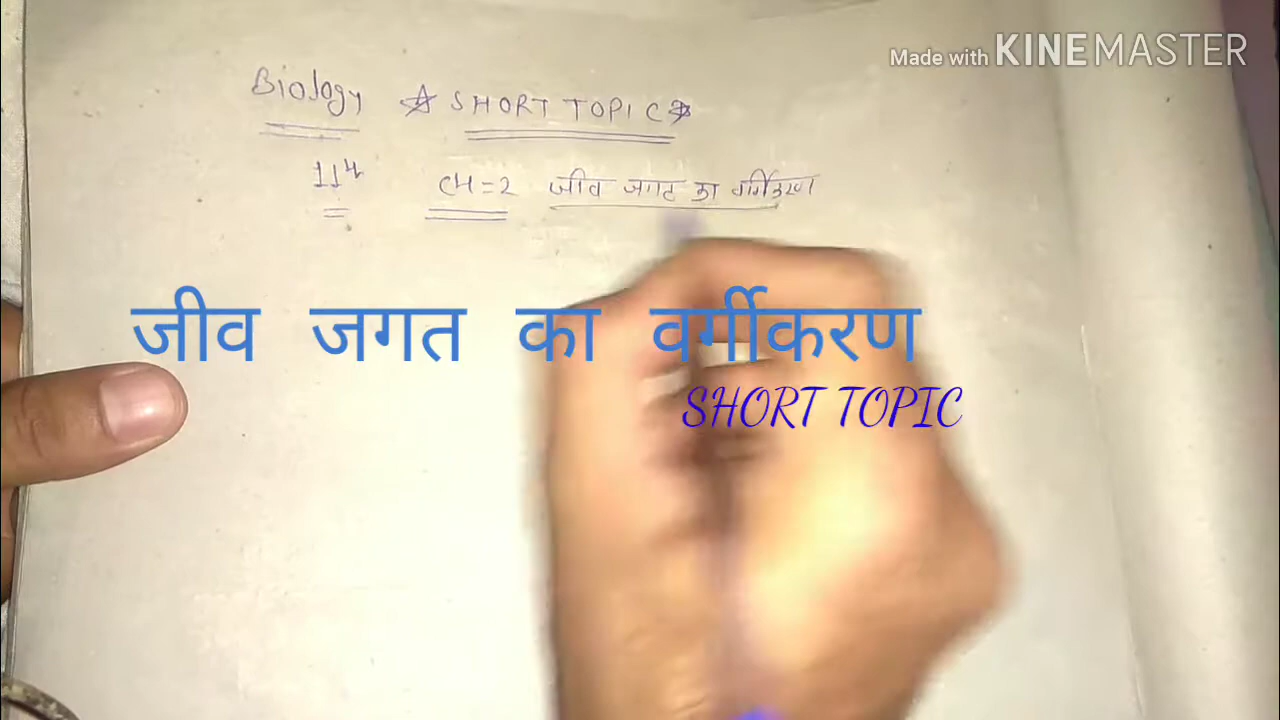 Made with KINEMASTER
Biology ☆ SHORT TOPIC ☆
11th CH = 2 जीव जगत का वर्गीकरण
जीव जगत का वर्गीकरण
SHORT TOPIC